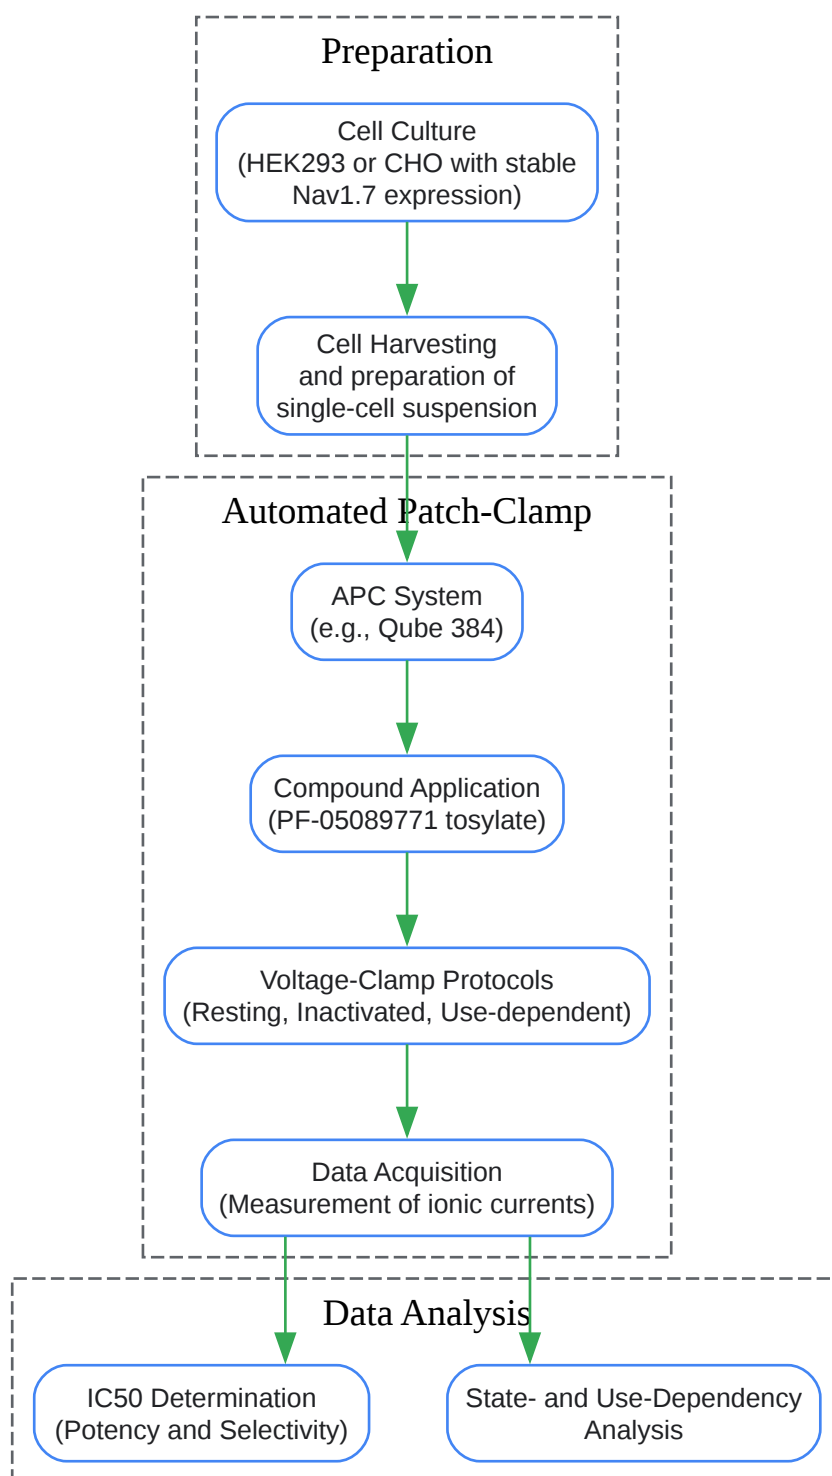 Preparation
Cell Culture
(HEK293 or CHO with stable
Nav1.7 expression)
Cell Harvesting
and preparation of
single-cell suspension
Automated Patch-Clamp
APC System
(e.g., Qube 384)
Compound Application
(PF-05089771 tosylate)
Voltage-Clamp Protocols
(Resting, Inactivated, Use-dependent)
Data Acquisition
(Measurement of ionic currents)
Data Analysis
IC50 Determination
(Potency and Selectivity)
State- and Use-Dependency
Analysis